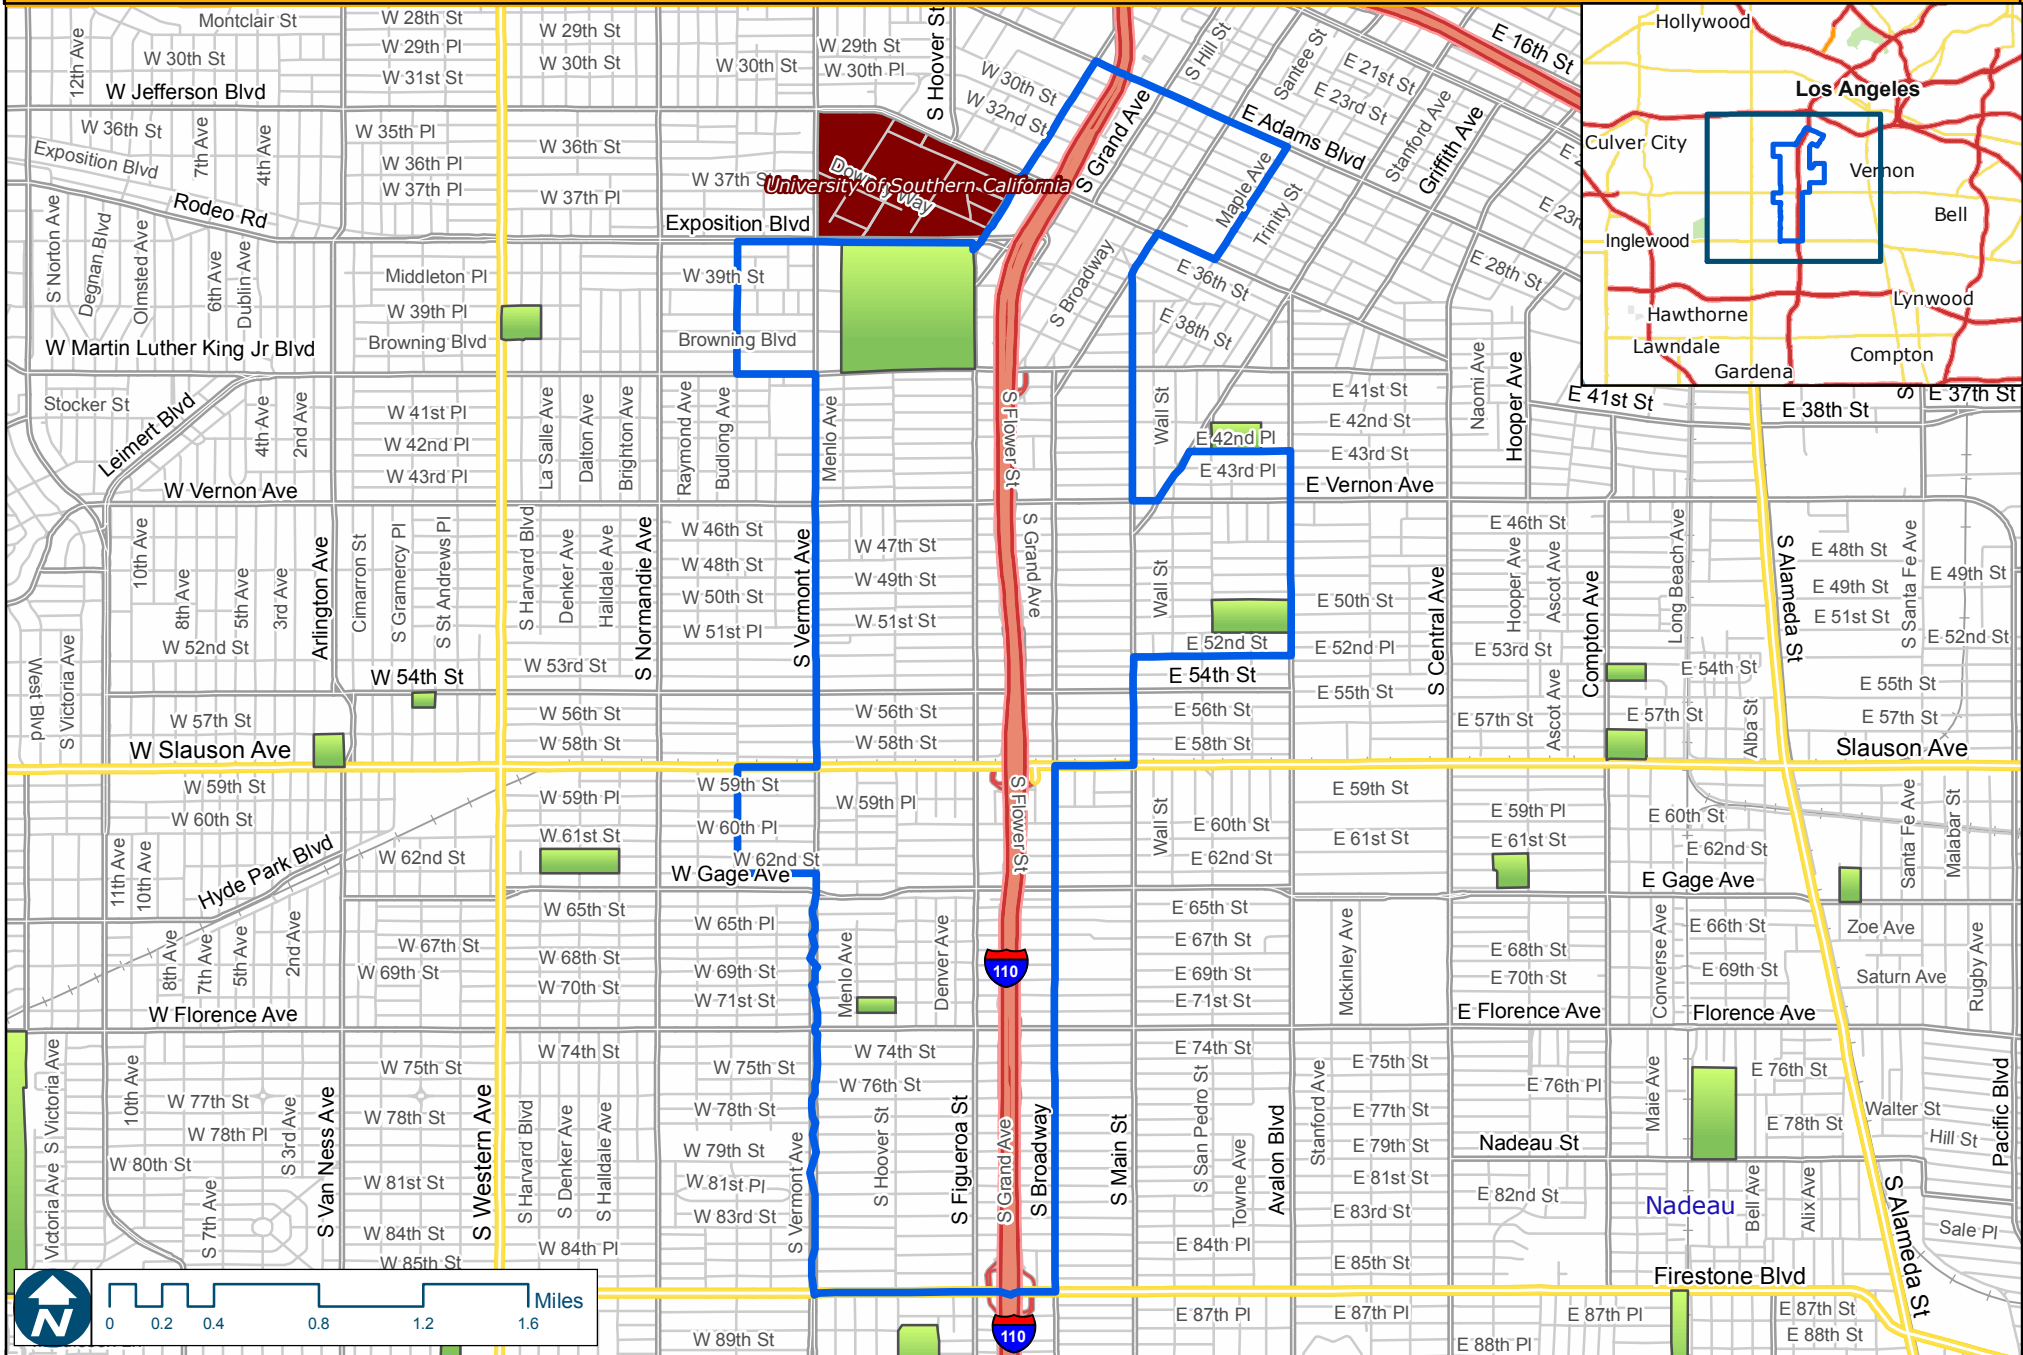 Montclair St
W 28th St
W 29th St
W 29th St
S Hoover St
S Hill St
Santee St
E 16th St
Hollywood
12th Ave
W 30th St
W 29th Pl
W 30th St
W 30th St
W 30th Pl
W 30th St
E 21st St
W 31st St
Los Angeles
W Jefferson Blvd
W 32nd St
S Grand Ave
E 23rd St
Stanford Ave
Griffith Ave
W 36th St
7th Ave
4th Ave
W 35th Pl
W 36th St
E Adams Blvd
Culver City
Exposition Blvd
W 36th Pl
Downey Way
Vernon
W 37th Pl
W 37th Pl
W 37th St
University of Southern California
Maple Ave
Trinity St
E 23rd
Rodeo Rd
Exposition Blvd
Bell
S Norton Ave
Degnan Blvd
Olmsted Ave
6th Ave
Dublin Ave
Inglewood
Middleton Pl
W 39th St
S Broadway
E 36th St
E 28th St
W 39th Pl
Lynwood
Browning Blvd
Browning Blvd
E 38th St
Hawthorne
W Martin Luther King Jr Blvd
Lawndale
Compton
Gardena
Stocker St
Leimert Blvd
4th Ave
2nd Ave
W 41st Pl
La Salle Ave
Dalton Ave
Brighton Ave
Raymond Ave
Budlong Ave
Menlo Ave
S Flower St
Wall St
E 41st St
Naomi Ave
Hooper Ave
E 41st St
E 38th St
S
E 37th St
W 42nd Pl
E 42nd Pl
E 42nd St
W 43rd Pl
E 43rd Pl
E 43rd St
W Vernon Ave
E Vernon Ave
10th Ave
8th Ave
5th Ave
3rd Ave
Arlington Ave
Cimarron St
S Gramercy Pl
S St Andrews Pl
S Harvard Blvd
Denker Ave
Halldale Ave
S Normandie Ave
W 46th St
S Vermont Ave
W 47th St
S Grand Ave
Wall St
E 46th St
Hooper Ave
Ascot Ave
Compton Ave
Long Beach Ave
S Alameda St
E 48th St
S Santa Fe Ave
W 48th St
W 49th St
E 49th St
E 49th St
W 50th St
E 50th St
S Central Ave
W 51st Pl
W 51st St
E 51st St
W 52nd St
E 52nd St
E 52nd Pl
E 53rd St
E 52nd St
West Blvd
S Victoria Ave
W 54th St
W 53rd St
E 54th St
E 54th St
E 55th St
Ascot Ave
E 55th St
W 57th St
W 56th St
W 56th St
E 56th St
E 57th St
E 57th St
Alba St
E 57th St
W Slauson Ave
W 58th St
W 58th St
E 58th St
Slauson Ave
W 59th St
W 59th Pl
W 59th St
W 59th Pl
S Flower St
Wall St
E 59th St
E 59th Pl
E 60th St
Santa Fe Ave
Malabar St
W 60th St
W 61st St
W 60th Pl
E 60th St
E 61st St
E 61st St
E 62nd St
11th Ave
10th Ave
Hyde Park Blvd
W 62nd St
W 62nd St
E 62nd St
W Gage Ave
E Gage Ave
W 65th St
W 65th Pl
E 65th St
8th Ave
7th Ave
5th Ave
2nd Ave
W 67th St
W 68th St
Menlo Ave
Denver Ave
E 67th St
Mckinley Ave
E 68th St
Converse Ave
E 66th St
Zoe Ave
W 69th St
W 69th St
110
E 69th St
E 70th St
E 69th St
Saturn Ave
Rugby Ave
W 70th St
W 71st St
E 71st St
W Florence Ave
E Florence Ave
Florence Ave
W 74th St
W 74th St
E 74th St
S Victoria Ave
10th Ave
W 75th St
W 75th St
E 75th St
E 76th Pl
Maie Ave
E 76th St
Pacific Blvd
W 76th St
S San Pedro St
Stanford Ave
W 77th St
S 3rd Ave
S Van Ness Ave
W 78th St
S Western Ave
S Harvard Blvd
S Denker Ave
S Halldale Ave
W 78th St
S Vermont Ave
S Hoover St
S Figueroa St
S Grand Ave
S Broadway
S Main St
Towne Ave
Avalon Blvd
E 77th St
E 78th St
Walter St
W 78th Pl
W 79th St
E 79th St
Nadeau St
Hill St
Victoria Ave
W 80th St
S 7th Ave
W 81st St
W 81st Pl
E 81st St
E 82nd St
Nadeau
Bell Ave
Alix Ave
S Alameda St
W 83rd St
E 83rd St
Sale Pl
W 84th St
W 84th Pl
E 84th Pl
W 85th St
E 85th St
Firestone Blvd
N
0 0.2 0.4 0.8 1.2 1.6
Miles
E 87th Pl
E 87th Pl
E 87th Pl
E 87th St
W 89th St
110
E 88th Pl
E 88th St